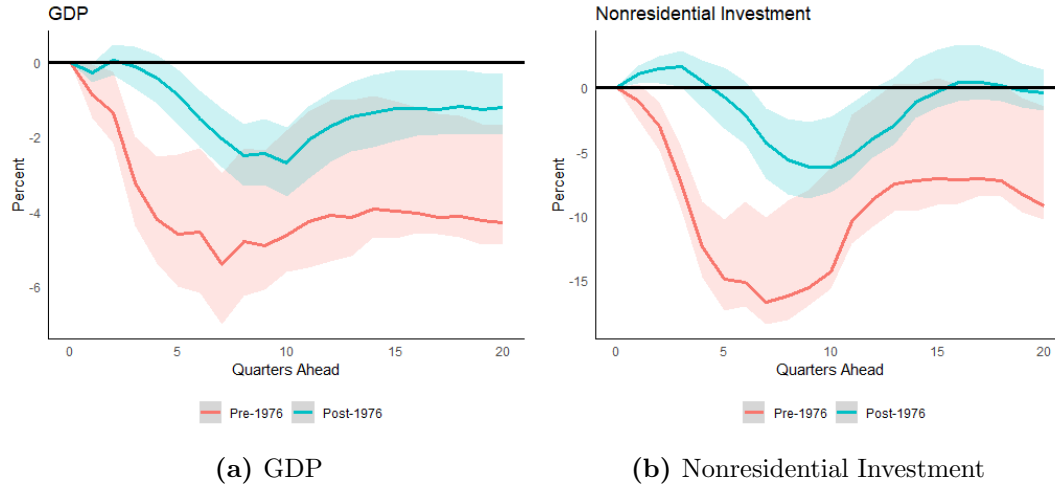 GDP
Percent
0
-2
-4
-6
0 5 10 15 20
Quarters Ahead
Pre-1976 Post-1976
(a) GDP
Nonresidential Investment
Percent
0
-5
-10
-15
0 5 10 15 20
Quarters Ahead
Pre-1976 Post-1976
(b) Nonresidential Investment